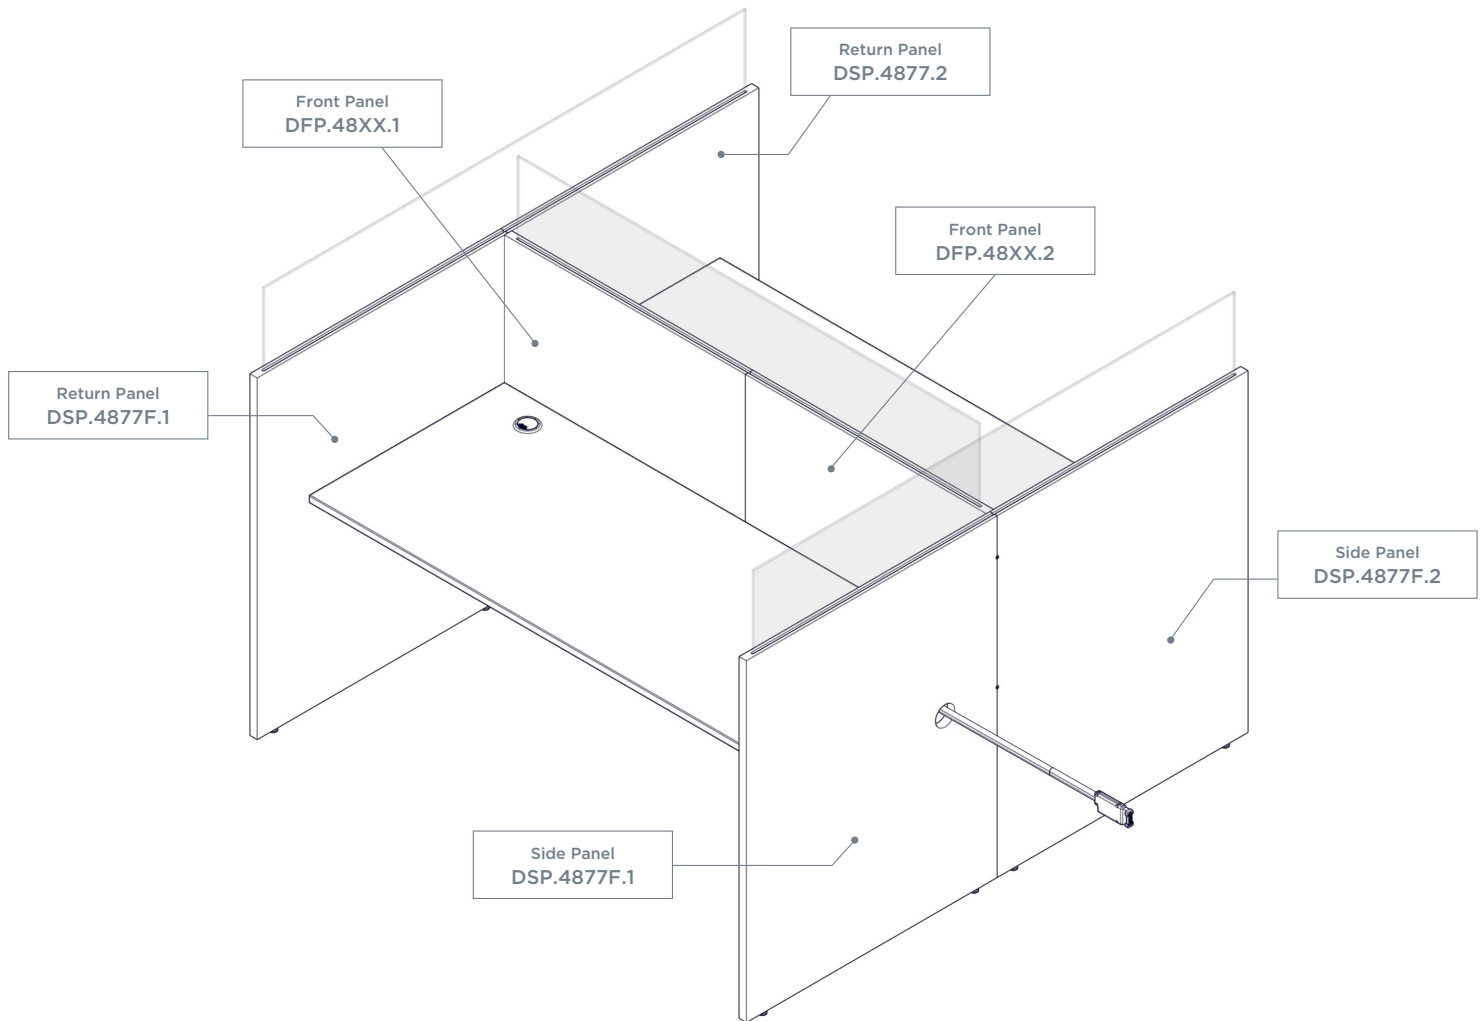 Return Panel
DSP.4877.2
Front Panel
DFP.48XX.1
Front Panel
DFP.48XX.2
Return Panel
DSP.4877F.1
Side Panel
DSP.4877F.2
Side Panel
DSP.4877F.1